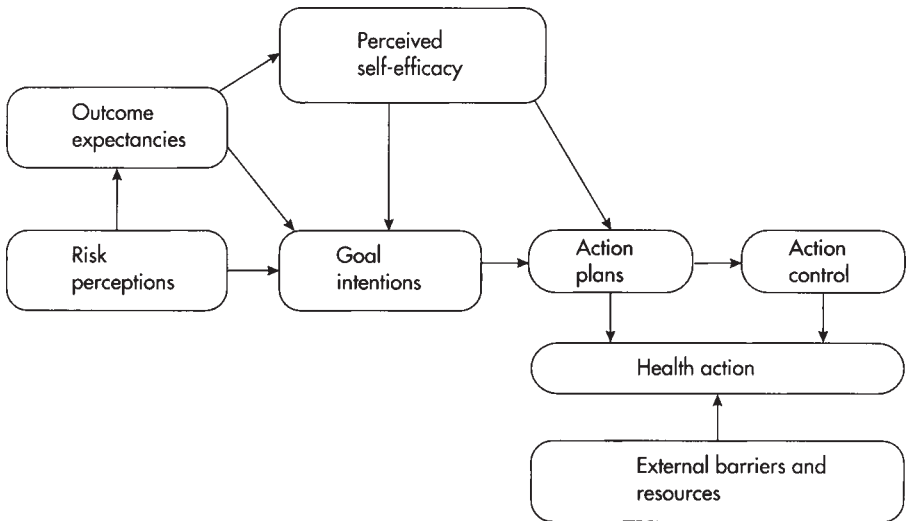 Perceived
self-efficacy
Outcome
expectancies
Risk
perceptions
Goal
intentions
Action
plans
Action
control
Health action
External barriers and
resources